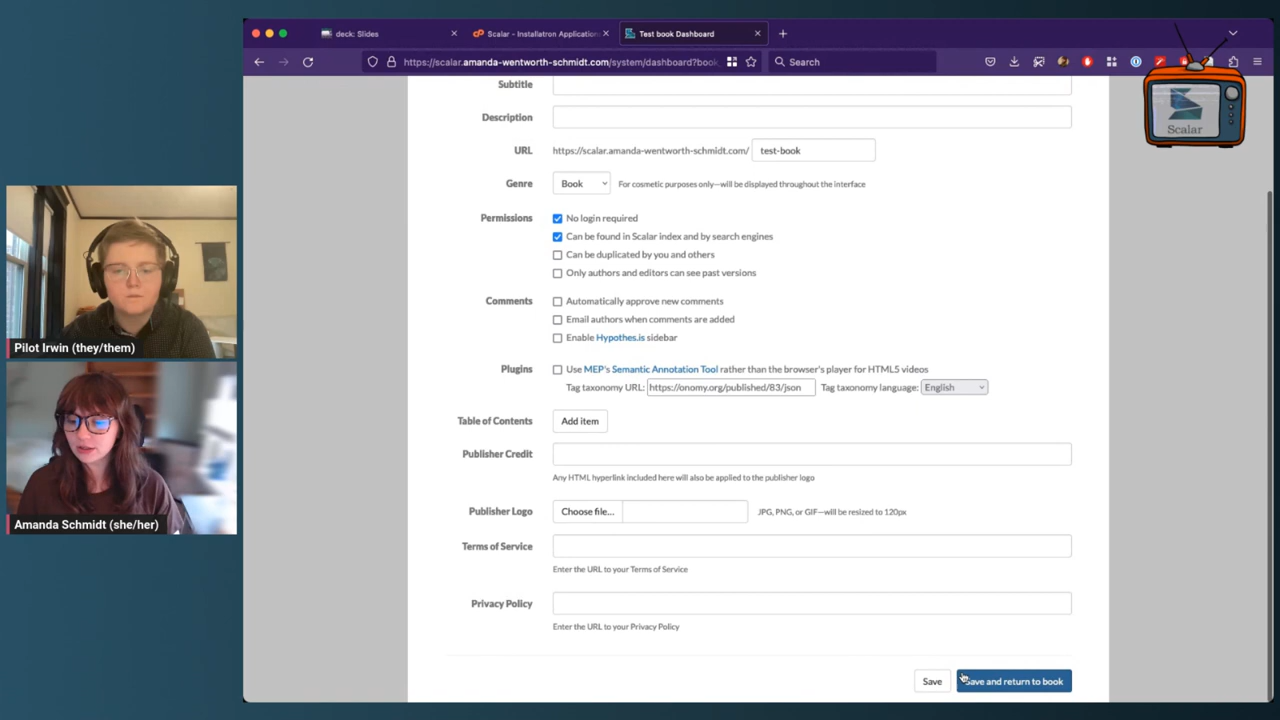 deck: Slides
Scalar - Installatron Application
Test book Dashboard
https://scalar.amanda-wentworth-schmidt.com/system/dashboard?book
Search
Scalar
Subtitle
Description
URL https://scalar.amanda-wentworth-schmidt.com/ test-book
Genre Book For cosmetic purposes only—will be displayed throughout the interface
Permissions No login required
Can be found in Scalar index and by search engines
Can be duplicated by you and others
Only authors and editors can see past versions
Comments Automatically approve new comments
Email authors when comments are added
Enable Hypothes.is sidebar
Plugins Use MEP's Semantic Annotation Tool rather than the browser's player for HTML5 videos
Tag taxonomy URL: https://onomy.org/published/83/json Tag taxonomy language: English
Table of Contents Add item
Publisher Credit
Any HTML hyperlink included here will also be applied to the publisher logo
Publisher Logo Choose file... JPG, PNG, or GIF—will be resized to 120px
Terms of Service
Enter the URL to your Terms of Service
Privacy Policy
Enter the URL to your Privacy Policy
Save Save and return to book
Pilot Irwin (they/them)
Amanda Schmidt (she/her)